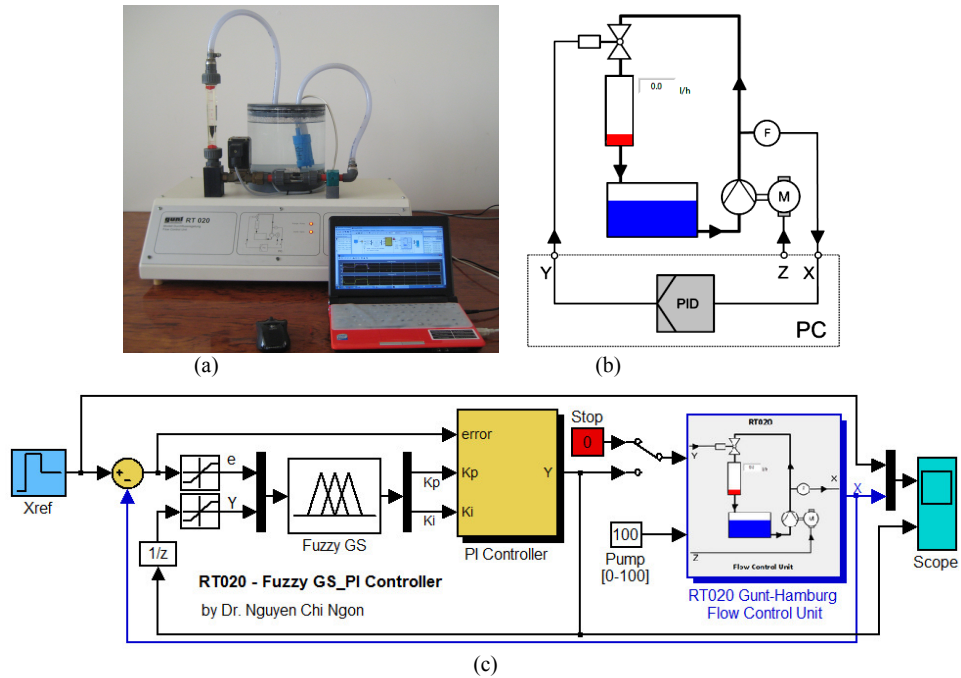 gunt RT 020
(a)
0.0 l/h
F
M
Y
Z
X
PID
PC
(b)
Xref
+
-
e
Y
1/z
Fuzzy GS
Kp
Ki
error
Kp
Ki
Y
PI Controller
Stop
0
100
Pump
[0-100]
RT020
Y
X
Z
M
Flow Control Unit
X
RT020 Gunt-Hamburg
Flow Control Unit
Scope
RT020 - Fuzzy GS_PI Controller
by Dr. Nguyen Chi Ngon
(c)